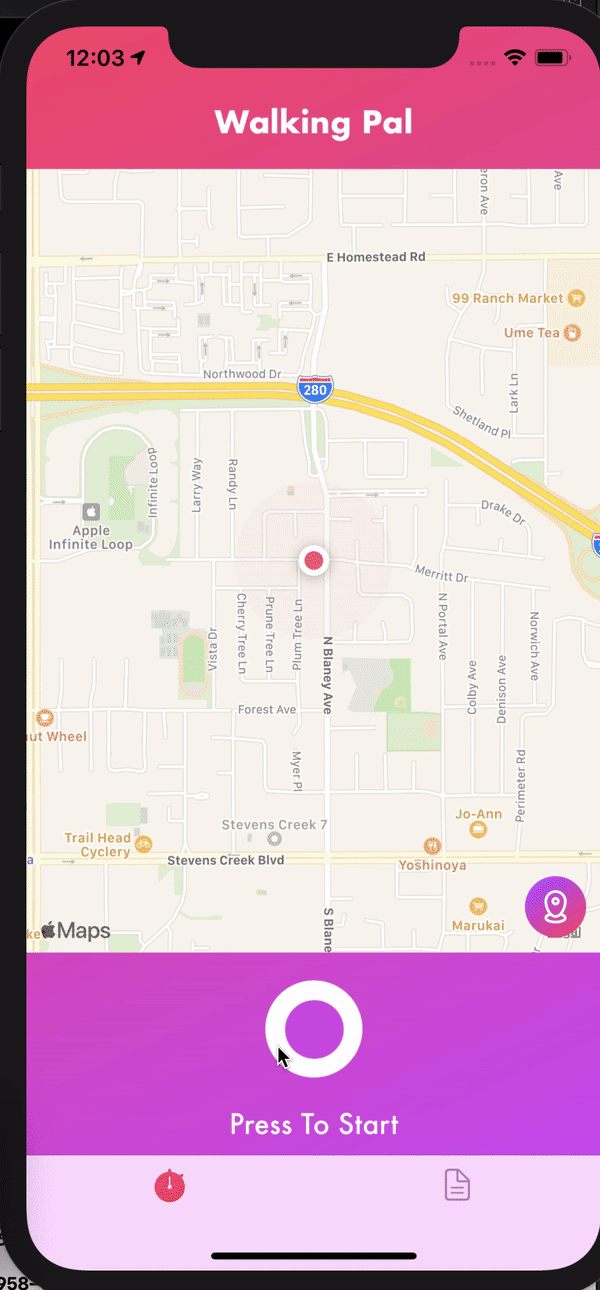 12:03
Walking Pal
Ave
E Homestead Rd
99 Ranch Market
Ume Tea
Northwood Dr
280
Lark Ln
Shetland Pl
Infinite Loop
Larry Way
Randy Ln
Drake Dr
Apple
Infinite Loop
Merritt Dr
Cherry Tree Ln
Prune Tree Ln
Plum Tree Ln
N Portal Ave
Norwich Ave
Vista Dr
N Blaney Ave
Colby Ave
Denison Ave
Forest Ave
ut Wheel
Myer Pl
Perimeter Rd
Jo-Ann
Stevens Creek 7
Trail Head
Cyclery
Yoshinoya
Stevens Creek Blvd
S Blane
Marukai
Maps
Press To Start
958-